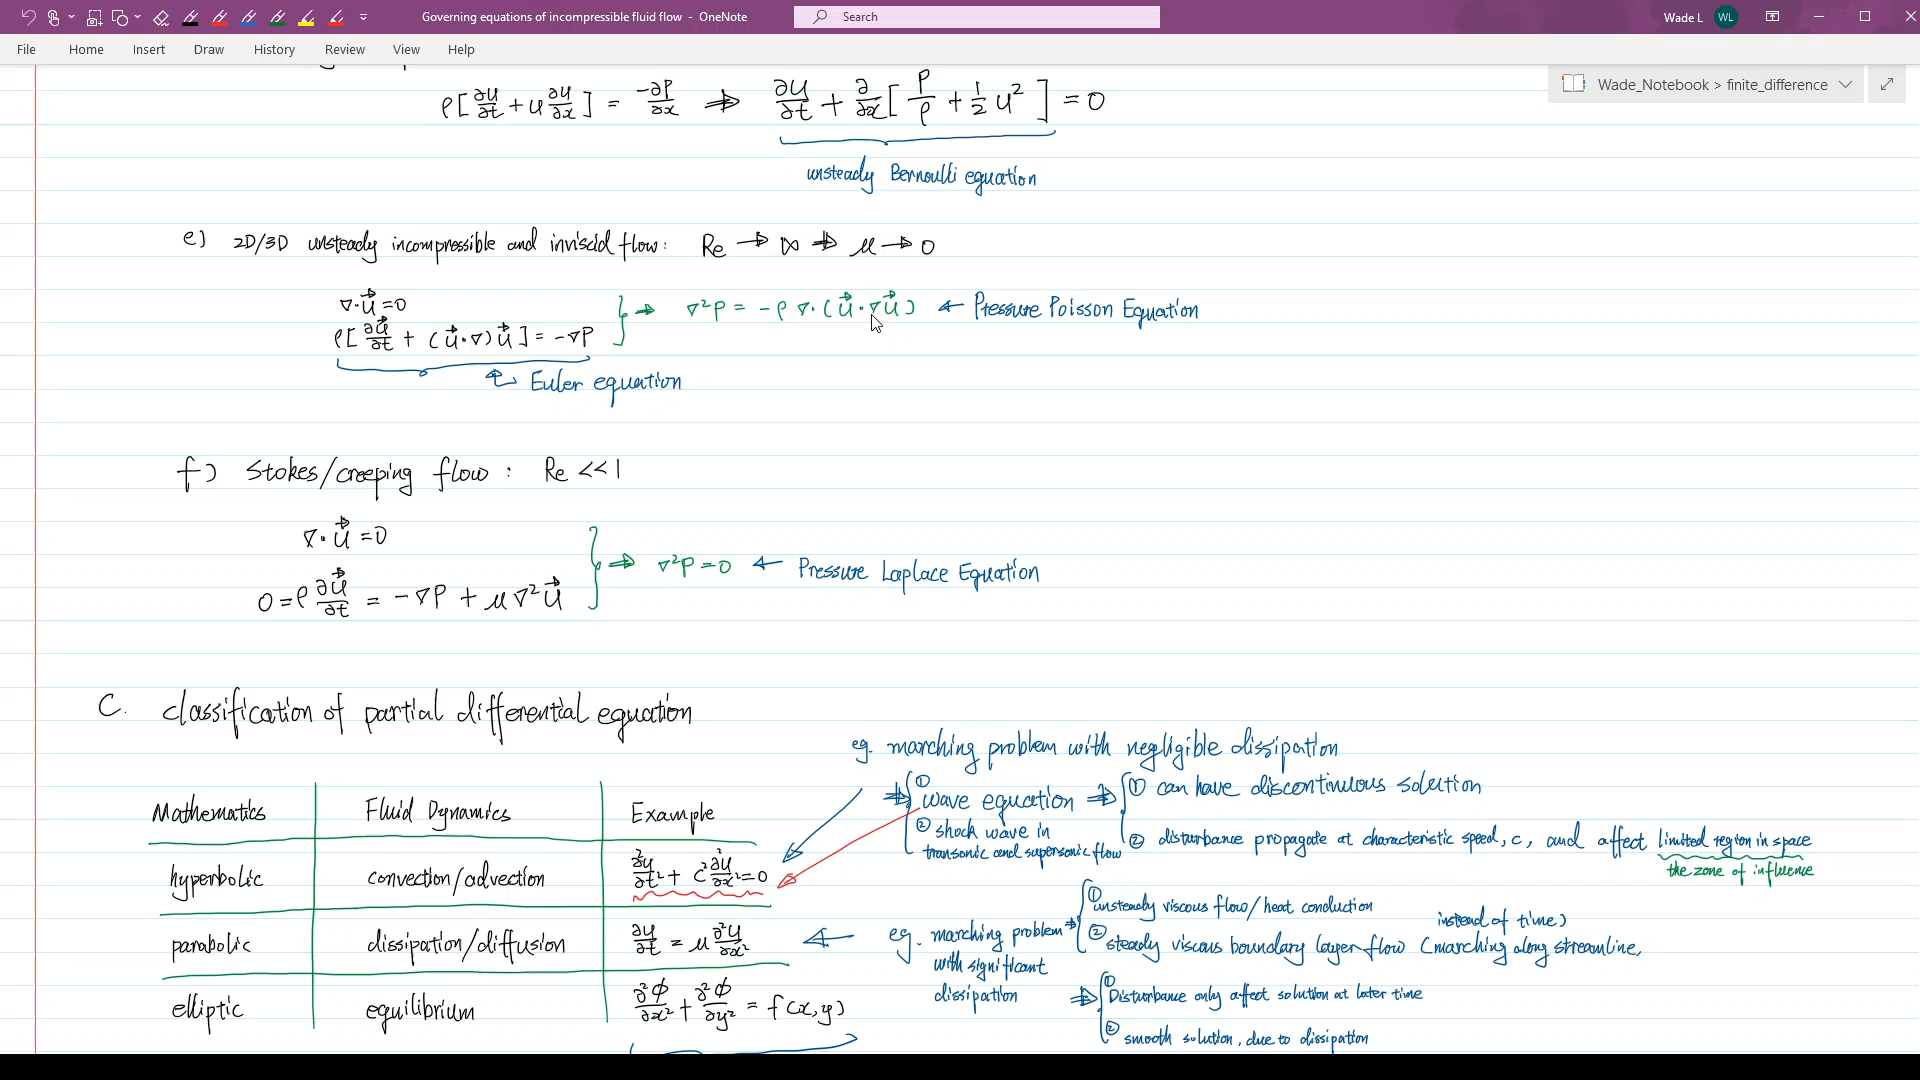 Governing equations of incompressible fluid flow - OneNote
Search
Wade L
WL
File Home Insert Draw History Review View Help
Wade_Notebook > finite_difference
ρ[∂u/∂t + u ∂u/∂x] = -∂P/∂x ⇒ ∂u/∂t + ∂/∂x[P/ρ + 1/2 u²] = 0
unsteady Bernoulli equation
e) 2D/3D unsteady incompressible and inviscid flow: Re → ∞ ⇒ μ → 0
∇·u⃗ = 0
ρ[∂u⃗/∂t + (u⃗·∇)u⃗] = -∇P
} ⇒ ∇²P = -ρ∇·(u⃗·∇u⃗) ← Pressure Poisson Equation
Euler equation
f) Stokes/creeping flow: Re << 1
∇·u⃗ = 0
0 = ρ ∂u⃗/∂t = -∇P + μ∇²u⃗
} ⇒ ∇²P = 0 ← Pressure Laplace Equation
C. classification of partial differential equation
Mathematics Fluid Dynamics Example
hyperbolic convection/advection ∂²u/∂t² + c² ∂²u/∂x² = 0
parabolic dissipation/diffusion ∂u/∂t = μ ∂²u/∂x²
elliptic equilibrium ∂²φ/∂x² + ∂²φ/∂y² = f(x,y)
eg. marching problem with negligible dissipation
⇒ { ① wave equation ⇒ { ① can have discontinuous solution
② shock wave in
transonic and supersonic flow
② disturbance propagate at characteristic speed, c, and affect limited region in space
the zone of influence
eg. marching problem
with significant
dissipation
⇒ { ① unsteady viscous flow/heat conduction
② steady viscous boundary layer flow (marching along streamline,
instead of time)
⇒ { ① Disturbance only affect solution at later time
② smooth solution, due to dissipation